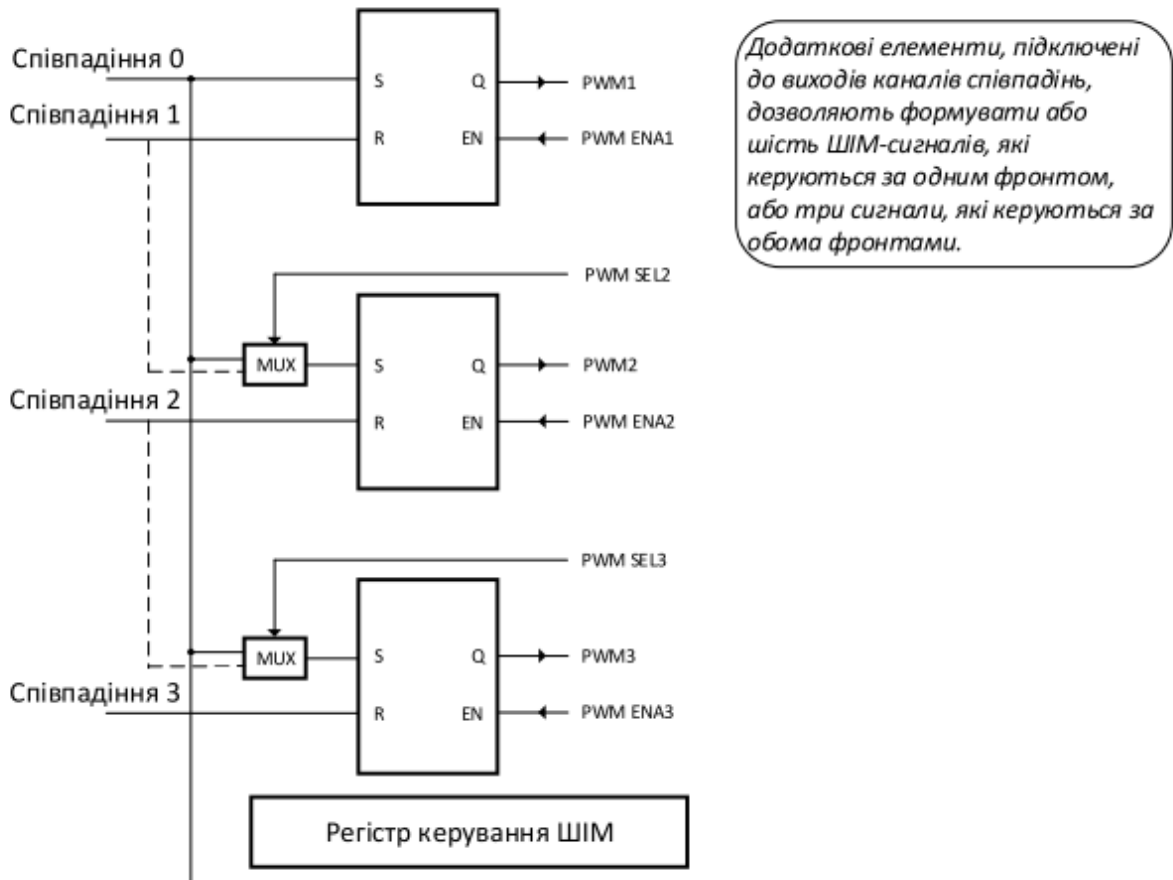 Співпадіння 0
S
Q
PWM1
Співпадіння 1
R
EN
PWM ENA1
Додаткові елементи, підключені
до виходів каналів співпадінь,
дозволяють формувати або
шість ШІМ-сигналів, які
керуються за одним фронтом,
або три сигнали, які керуються за
обома фронтами.
PWM SEL2
MUX
S
Q
PWM2
Співпадіння 2
R
EN
PWM ENA2
PWM SEL3
MUX
S
Q
PWM3
Співпадіння 3
R
EN
PWM ENA3
Регістр керування ШІМ